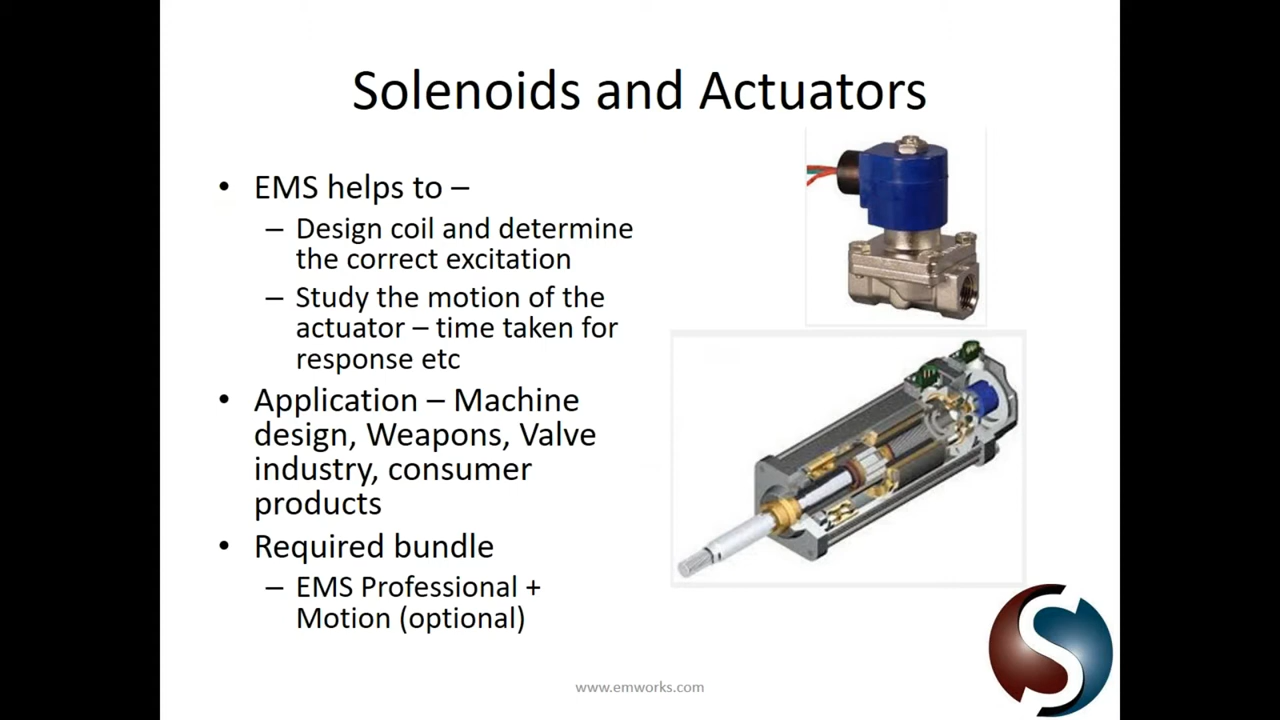 Solenoids and Actuators
• EMS helps to –
– Design coil and determine
the correct excitation
– Study the motion of the
actuator – time taken for
response etc
• Application – Machine
design, Weapons, Valve
industry, consumer
products
• Required bundle
– EMS Professional +
Motion (optional)
www.emworks.com
S